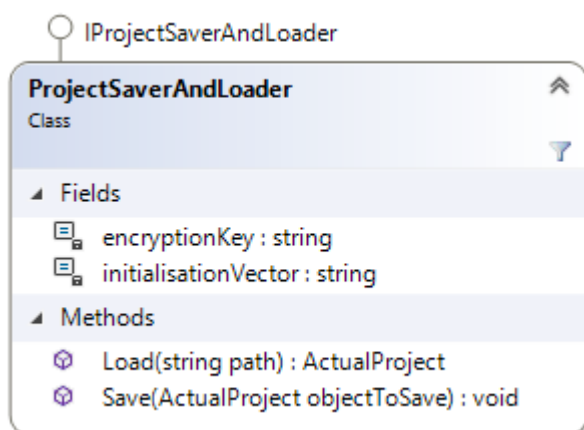 IProjectSaverAndLoader
ProjectSaverAndLoader
Class
Fields
encryptionKey : string
initialisationVector : string
Methods
Load(string path) : ActualProject
Save(ActualProject objectToSave) : void